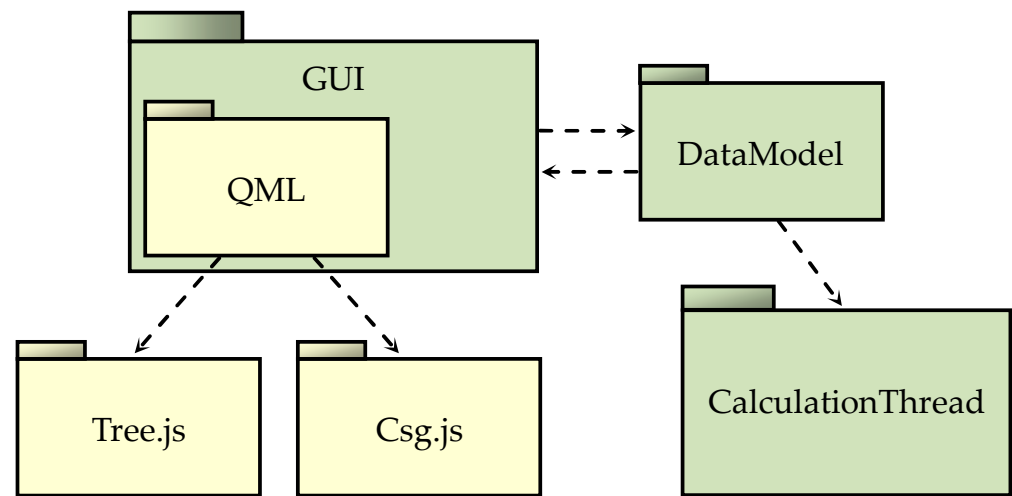 GUI
DataModel
QML
Tree.js
Csg.js
CalculationThread